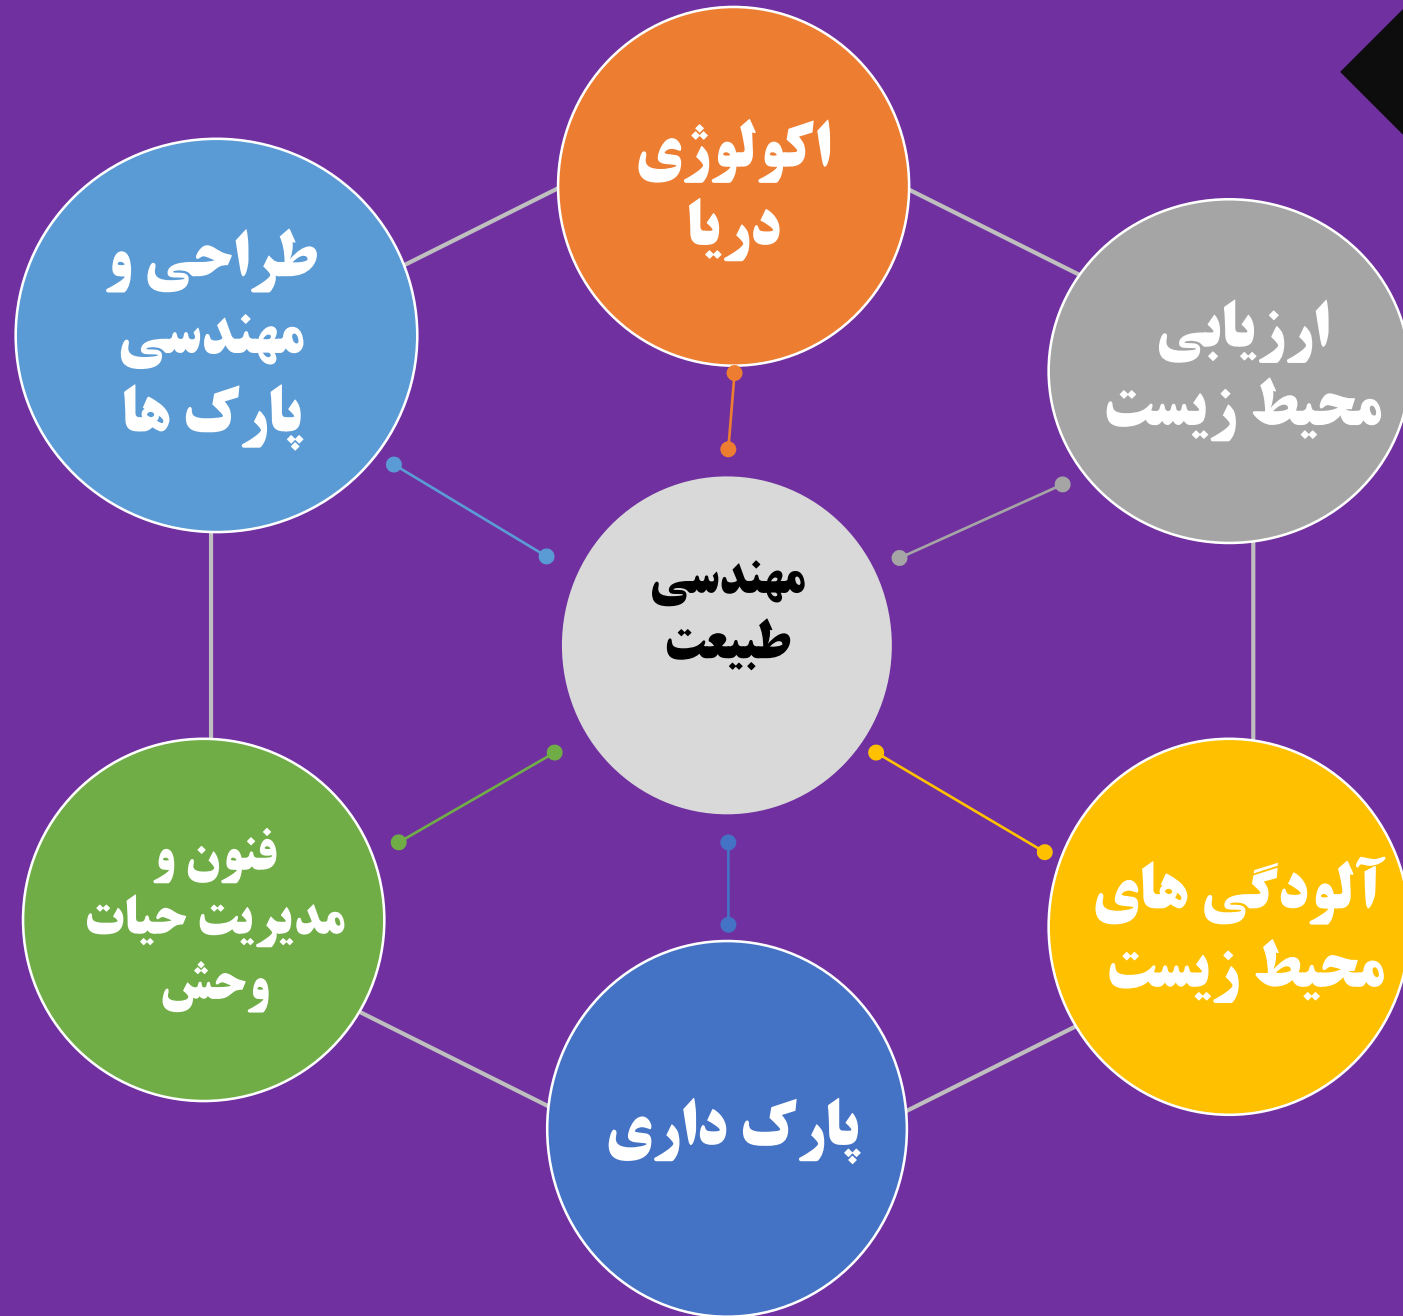 اکولوژی
دریا
ارزیابی
محیط زیست
طراحی و
مهندسی
پارک ها
مهندسی
طبیعت
آلودگی های
محیط زیست
فنون و
مدیریت حیات
وحش
پارک داری